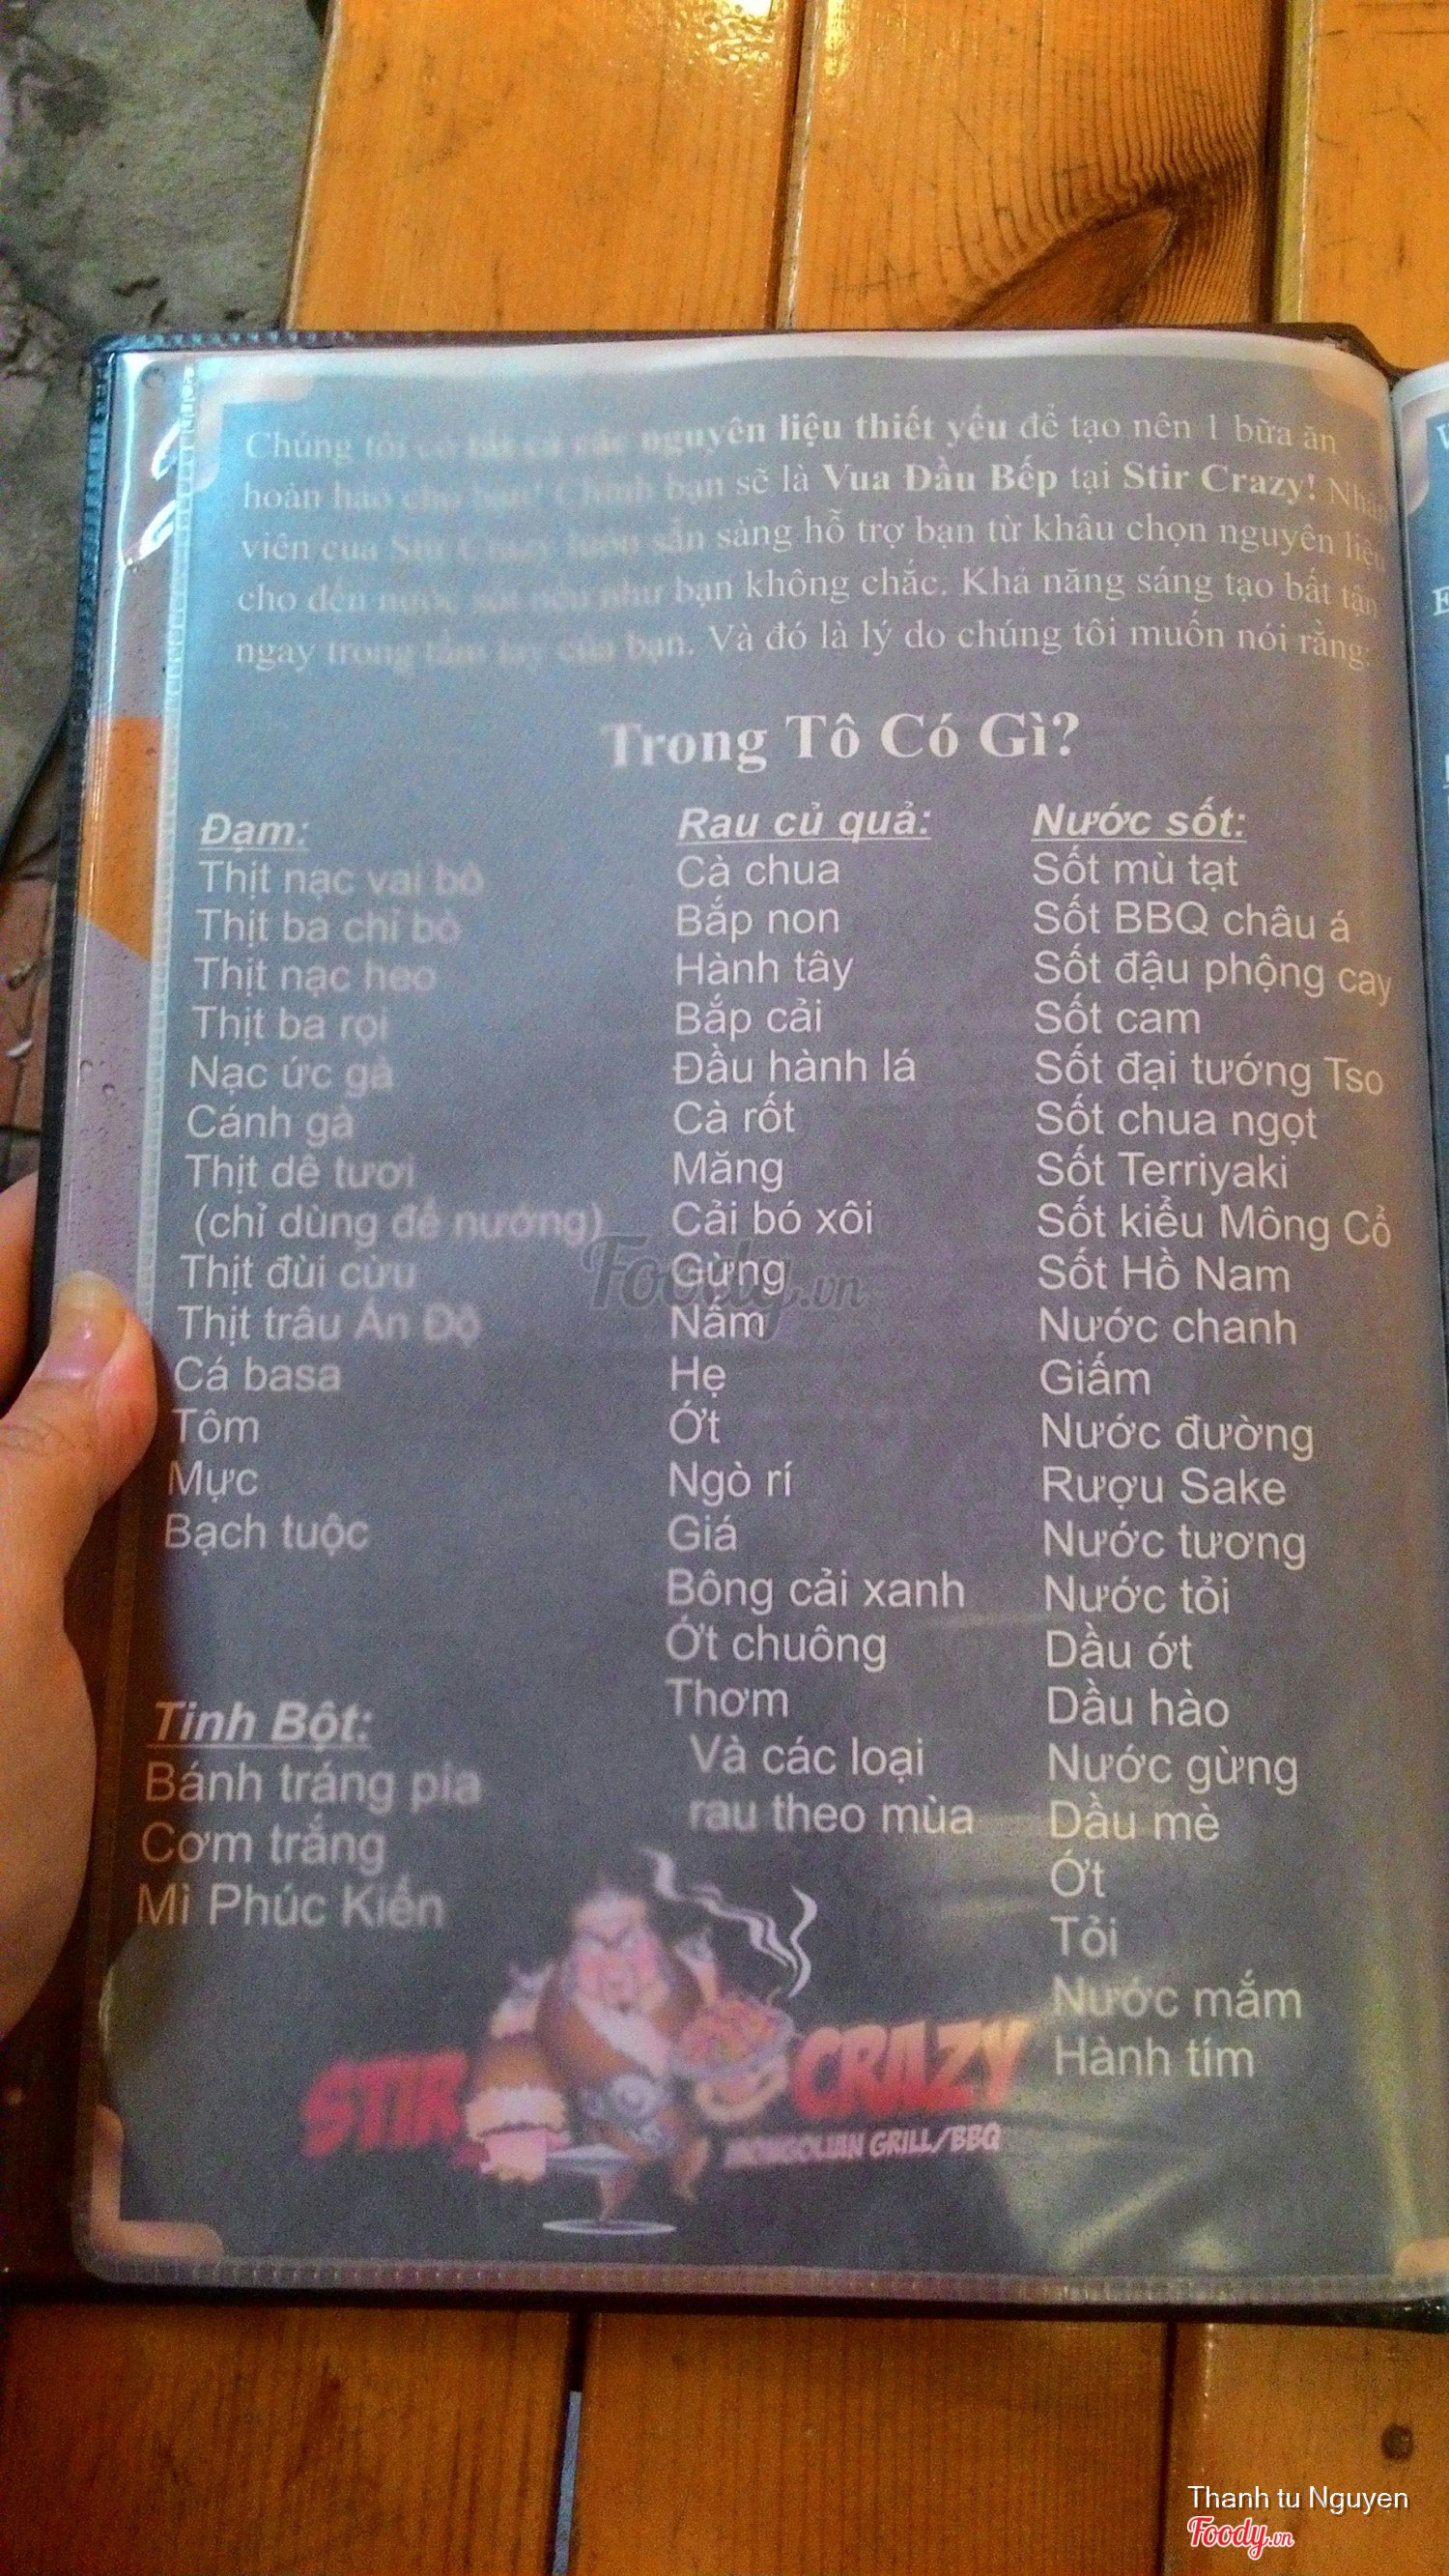 Chúng tôi có tất cả các nguyên liệu thiết yếu để tạo nên 1 bữa ăn
hoàn hảo cho bạn! Chính bạn sẽ là Vua Đầu Bếp tại Stir Crazy! Nhân
viên của Stir Crazy luôn sẵn sàng hỗ trợ bạn từ khâu chọn nguyên liệu
cho đến nước sốt nếu như bạn không chắc. Khả năng sáng tạo bất tận
ngay trong tầm tay của bạn. Và đó là lý do chúng tôi muốn nói rằng:
Trong Tô Có Gì?
Đạm:
Thịt nạc vai bò
Thịt ba chỉ bò
Thịt nạc heo
Thịt ba rọi
Nạc ức gà
Cánh gà
Thịt dê tươi
(chỉ dùng để nướng)
Thịt đùi cừu
Thịt trâu Ấn Độ
Cá basa
Tôm
Mực
Bạch tuộc
Tinh Bột:
Bánh tráng pia
Cơm trắng
Mì Phúc Kiến
Rau củ quả:
Cà chua
Bắp non
Hành tây
Bắp cải
Đầu hành lá
Cà rốt
Măng
Cải bó xôi
Gừng
Nấm
Hẹ
Ớt
Ngò rí
Giá
Bông cải xanh
Ớt chuông
Thơm
Và các loại
rau theo mùa
Nước sốt:
Sốt mù tạt
Sốt BBQ châu á
Sốt đậu phộng cay
Sốt cam
Sốt đại tướng Tso
Sốt chua ngọt
Sốt Terriyaki
Sốt kiểu Mông Cổ
Sốt Hồ Nam
Nước chanh
Giấm
Nước đường
Rượu Sake
Nước tương
Nước tỏi
Dầu ớt
Dầu hào
Nước gừng
Dầu mè
Ớt
Tỏi
Nước mắm
Hành tím
STIR CRAZY
MONGOLIAN GRILL/BBQ
Foody.vn
Thanh tu Nguyen
Foody.vn